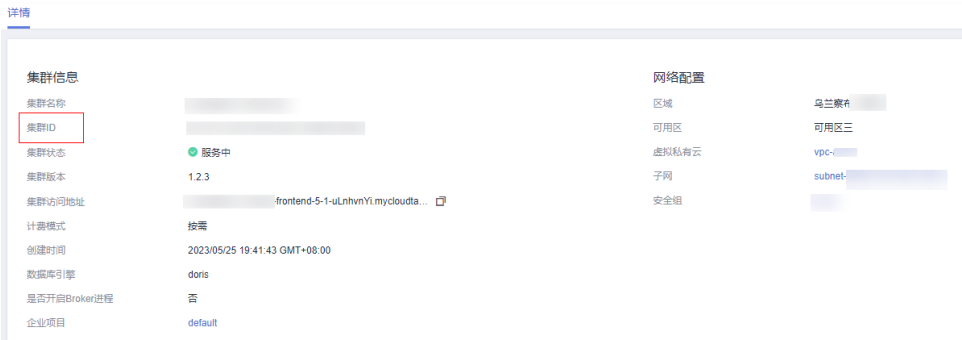 详情
集群信息
集群名称
集群ID
集群状态 服务中
集群版本 1.2.3
集群访问地址 -frontend-5-1-uLnhvnYi.mycloudta...
计费模式 按需
创建时间 2023/05/25 19:41:43 GMT+08:00
数据库引擎 doris
是否开启Broker进程 否
企业项目 default
网络配置
区域 乌兰察布
可用区 可用区三
虚拟私有云 vpc-
子网 subnet-
安全组